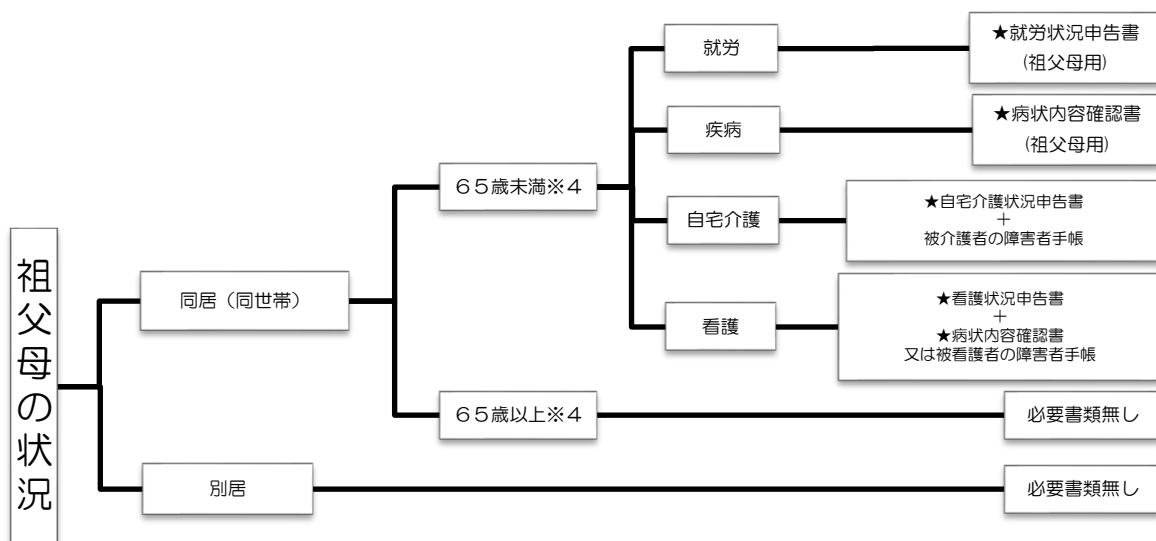 祖父母の状況
同居（同世帯）
６５歳未満※４
就労
★就労状況申告書
(祖父母用)
疾病
★病状内容確認書
(祖父母用)
自宅介護
★自宅介護状況申告書
＋
被介護者の障害者手帳
看護
★看護状況申告書
＋
★病状内容確認書
又は被看護者の障害者手帳
６５歳以上※４
必要書類無し
別居
必要書類無し